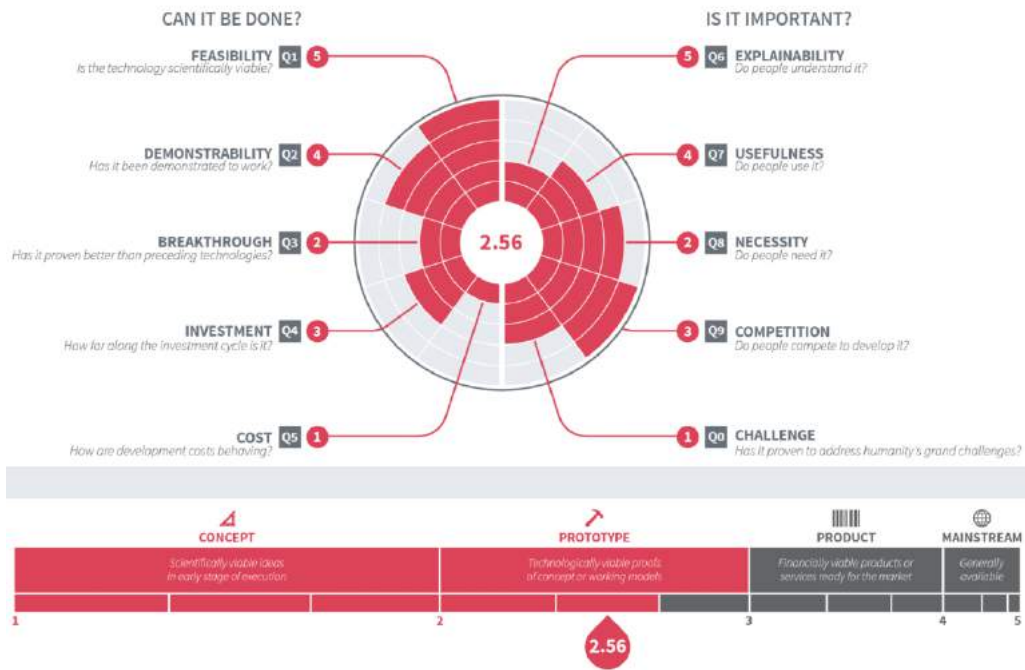 CAN IT BE DONE?
IS IT IMPORTANT?
FEASIBILITY Q1 5
Is the technology scientifically viable?
5 Q6 EXPLAINABILITY
Do people understand it?
DEMONSTRABILITY Q2 4
Has it been demonstrated to work?
4 Q7 USEFULNESS
Do people use it?
BREAKTHROUGH Q3 2
Has it proven better than preceding technologies?
2.56
2 Q8 NECESSITY
Do people need it?
INVESTMENT Q4 3
How far along the investment cycle is it?
3 Q9 COMPETITION
Do people compete to develop it?
COST Q5 1
How are development costs behaving?
1 Q0 CHALLENGE
Has it proven to address humanity's grand challenges?
CONCEPT
PROTOTYPE
PRODUCT
MAINSTREAM
Scientifically viable ideas
in early stage of execution
Technologically viable proofs
of concept or working models
Financially viable products or
services ready for the market
Generally
available
1 2 3 4 5
2.56